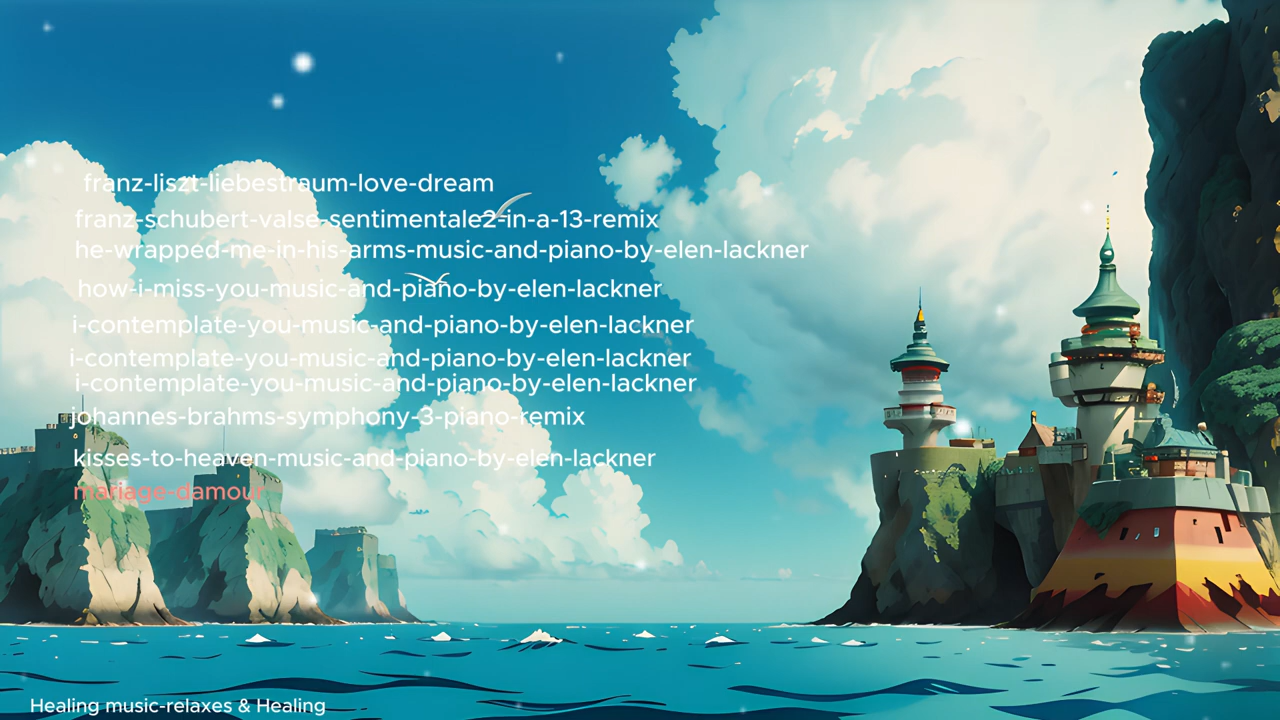 franz-liszt-liebestraum-love-dream
franz-schubert-valse-sentimentale2-in-a-13-remix
he-wrapped-me-in-his-arms-music-and-piano-by-elen-lackner
how-i-miss-you-music-and-piano-by-elen-lackner
i-contemplate-you-music-and-piano-by-elen-lackner
i-contemplate-you-music-and-piano-by-elen-lackner
i-contemplate-you-music-and-piano-by-elen-lackner
johannes-brahms-symphony-3-piano-remix
kisses-to-heaven-music-and-piano-by-elen-lackner
mariage-damour
Healing music-relaxes & Healing